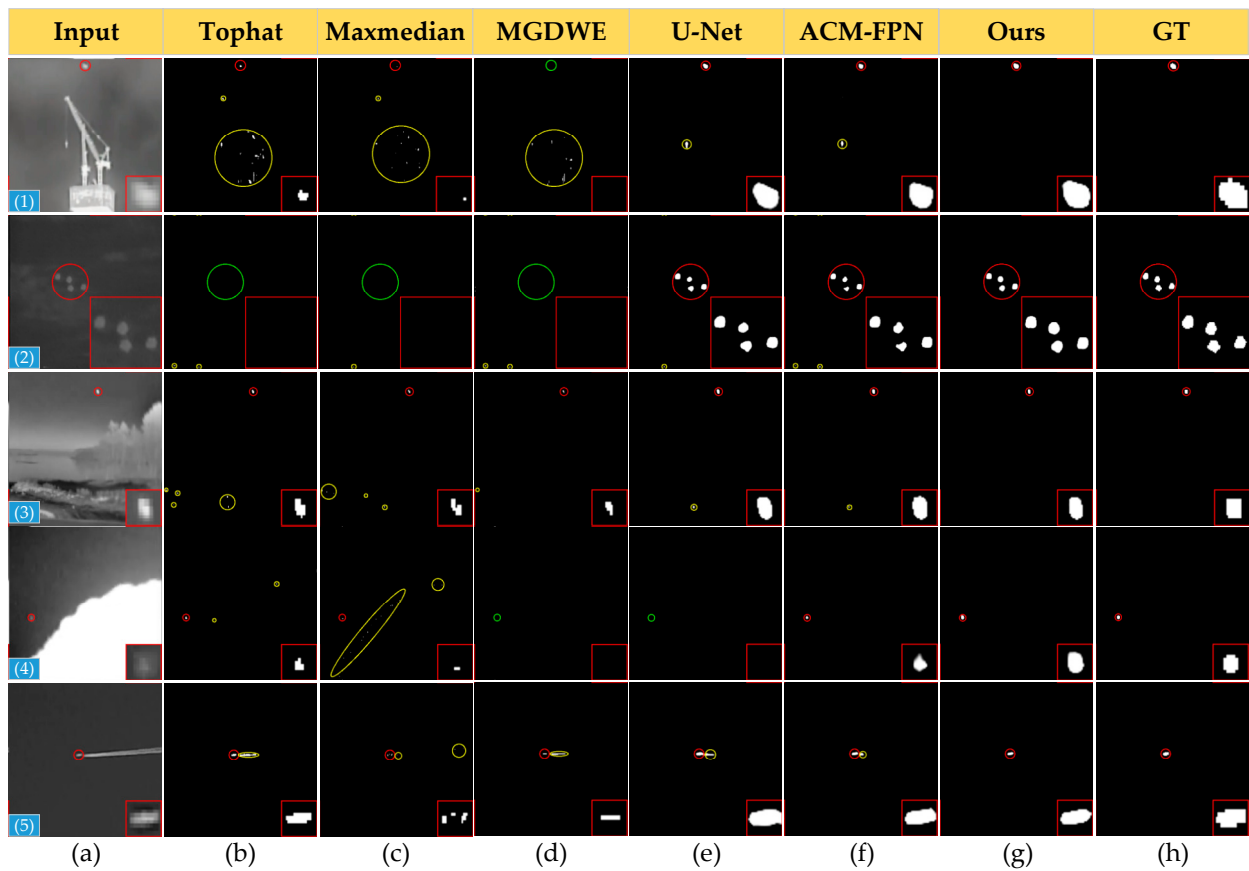 Input Tophat Maxmedian MGDWE U-Net ACM-FPN Ours GT
(1)
(2)
(3)
(4)
(5)
(a) (b) (c) (d) (e) (f) (g) (h)